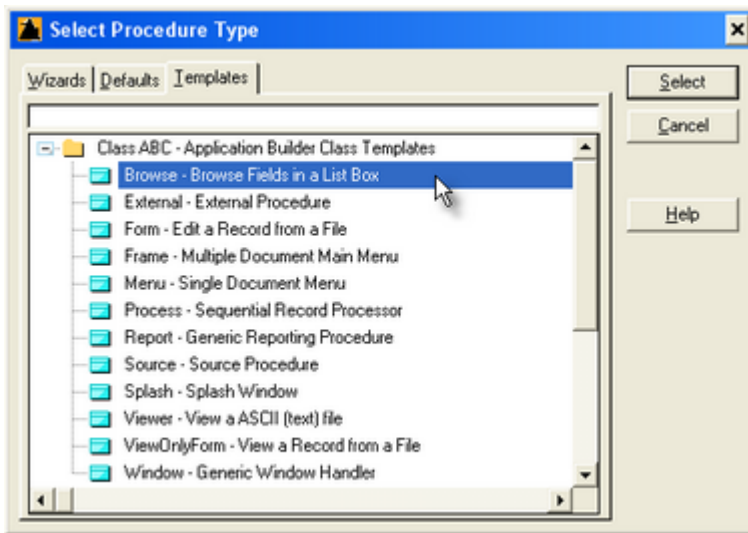 Select Procedure Type
Wizards Defaults Templates
Select
Cancel
Help
Class ABC - Application Builder Class Templates
Browse - Browse Fields in a List Box
External - External Procedure
Form - Edit a Record from a File
Frame - Multiple Document Main Menu
Menu - Single Document Menu
Process - Sequential Record Processor
Report - Generic Reporting Procedure
Source - Source Procedure
Splash - Splash Window
Viewer - View a ASCII (text) file
ViewOnlyForm - View a Record from a File
Window - Generic Window Handler